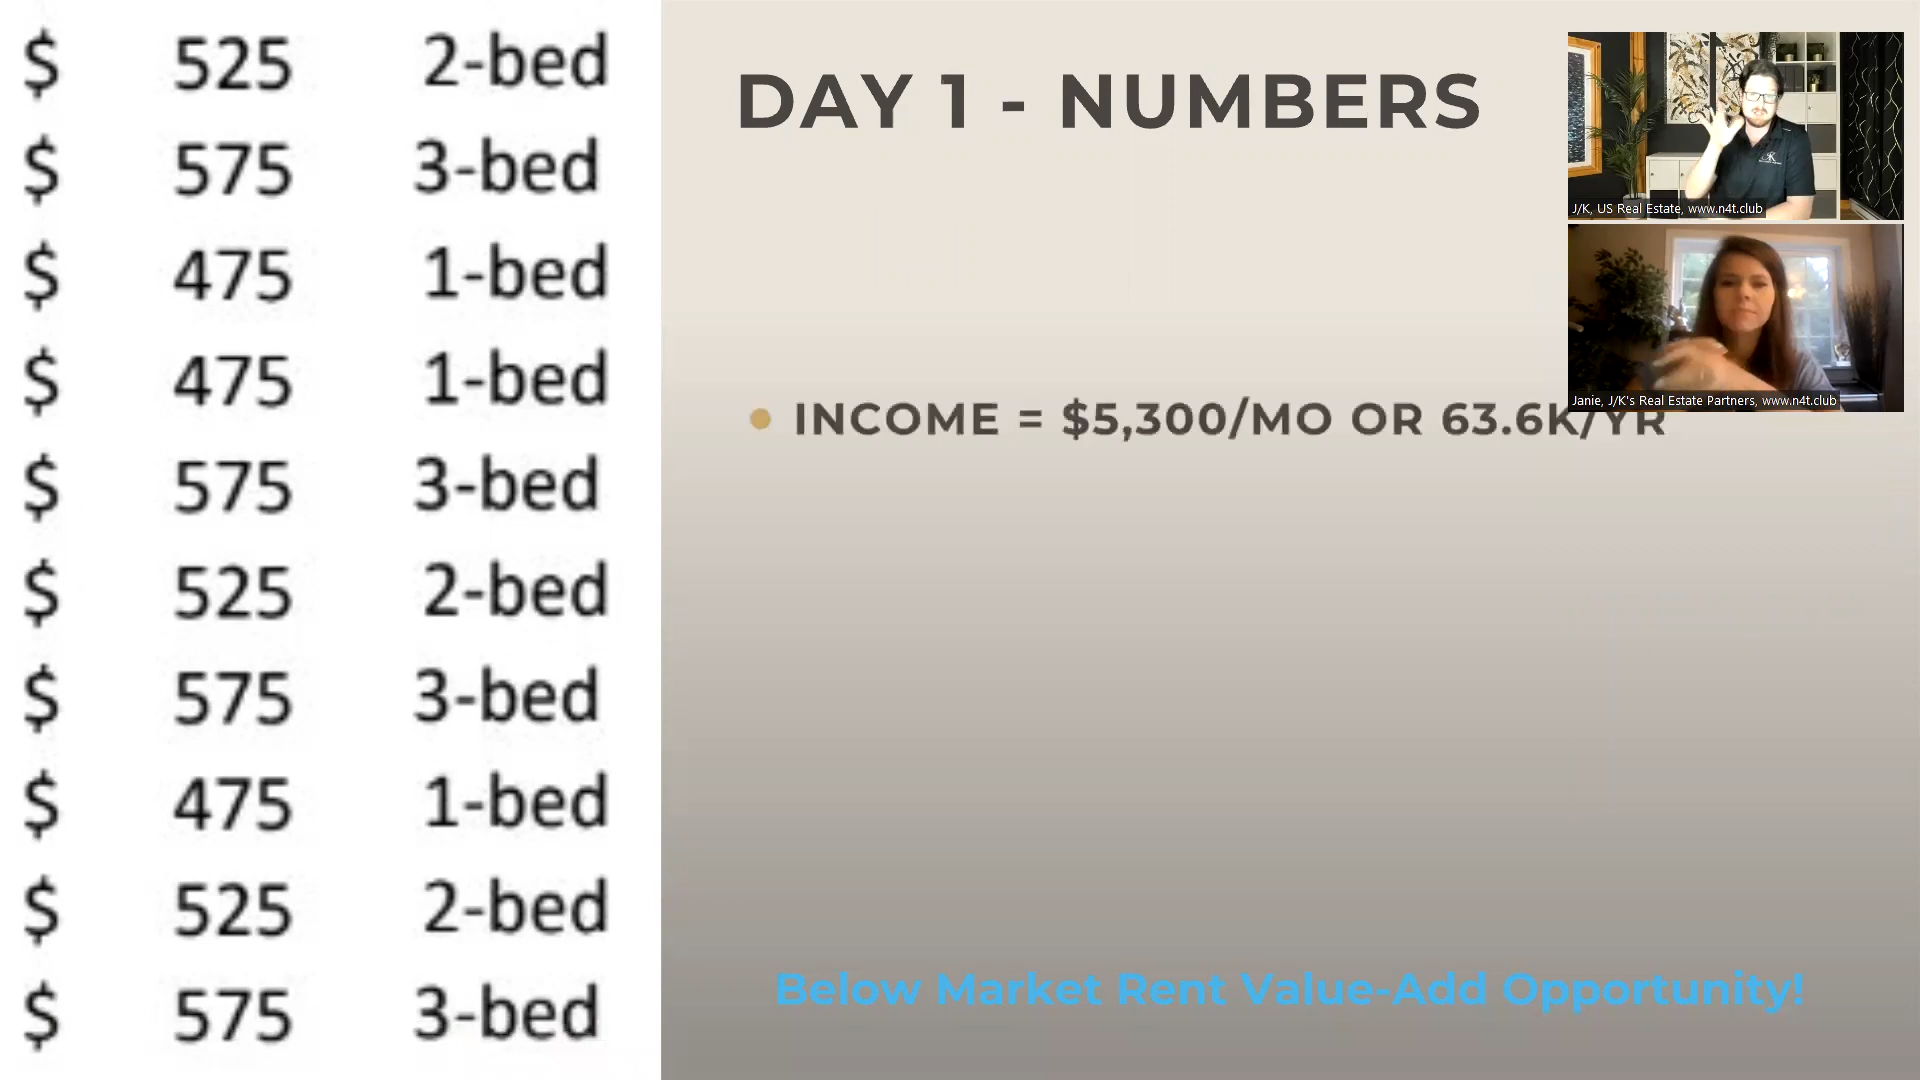 $ 525 2-bed
$ 575 3-bed
$ 475 1-bed
$ 475 1-bed
$ 575 3-bed
$ 525 2-bed
$ 575 3-bed
$ 475 1-bed
$ 525 2-bed
$ 575 3-bed
DAY 1 - NUMBERS
J/K, US Real Estate, www.n4t.club
Janie, J/K's Real Estate Partners, www.n4t.club
INCOME = $5,300/MO OR 63.6K/YR
Below Market Rent Value-Add Opportunity!